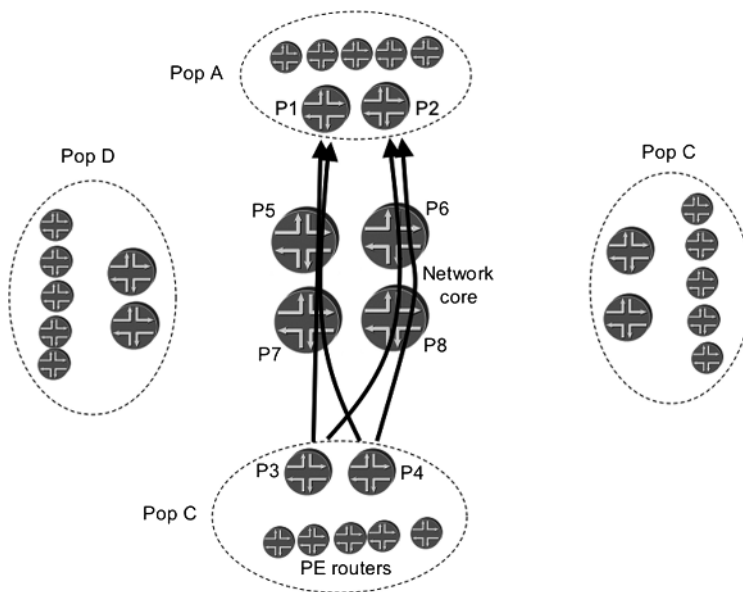 Pop A
P1
P2
Pop D
Pop C
P5
P6
Network
core
P7
P8
P3
P4
Pop C
PE routers